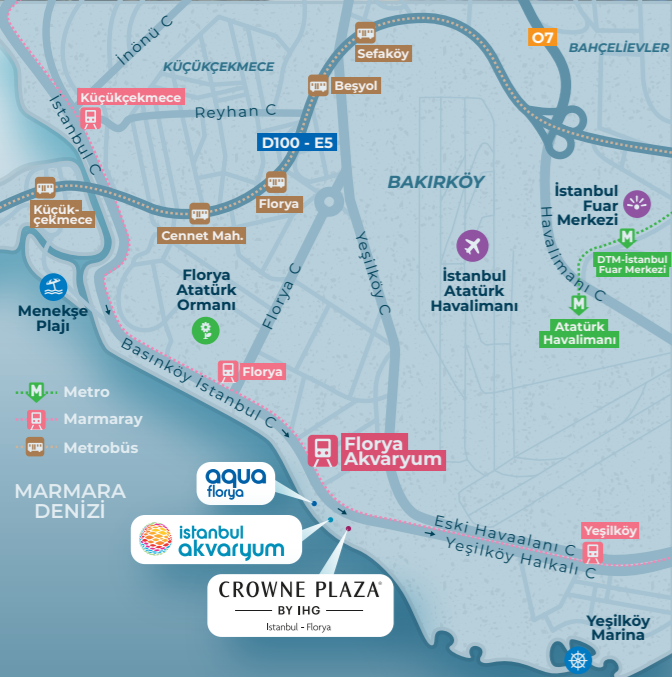 Sefaköy
O7
BAHÇELİEVLER
İnönü C
KÜÇÜKÇEKMECE
Beşyol
Küçükçekmece
İstanbul C
Reyhan C
D100 - E5
BAKIRKÖY
Florya
Küçük-
çekmece
Cennet Mah.
İstanbul
Fuar
Merkezi
M
DTM-İstanbul
Fuar Merkezi
Havalimanı C
Yeşilköy C
İstanbul
Atatürk
Havalimanı
M
Atatürk
Havalimanı
Florya
Atatürk
Ormanı
Florya C
Menekşe
Plajı
Basınköy İstanbul C
Florya
M Metro
Marmaray
Metrobüs
Florya
Akvaryum
MARMARA
DENİZİ
aqua
florya
istanbul
akvaryum
Eski Havaalanı C
Yeşilköy Halkalı C
Yeşilköy
CROWNE PLAZA®
BY IHG
Istanbul - Florya
Yeşilköy
Marina